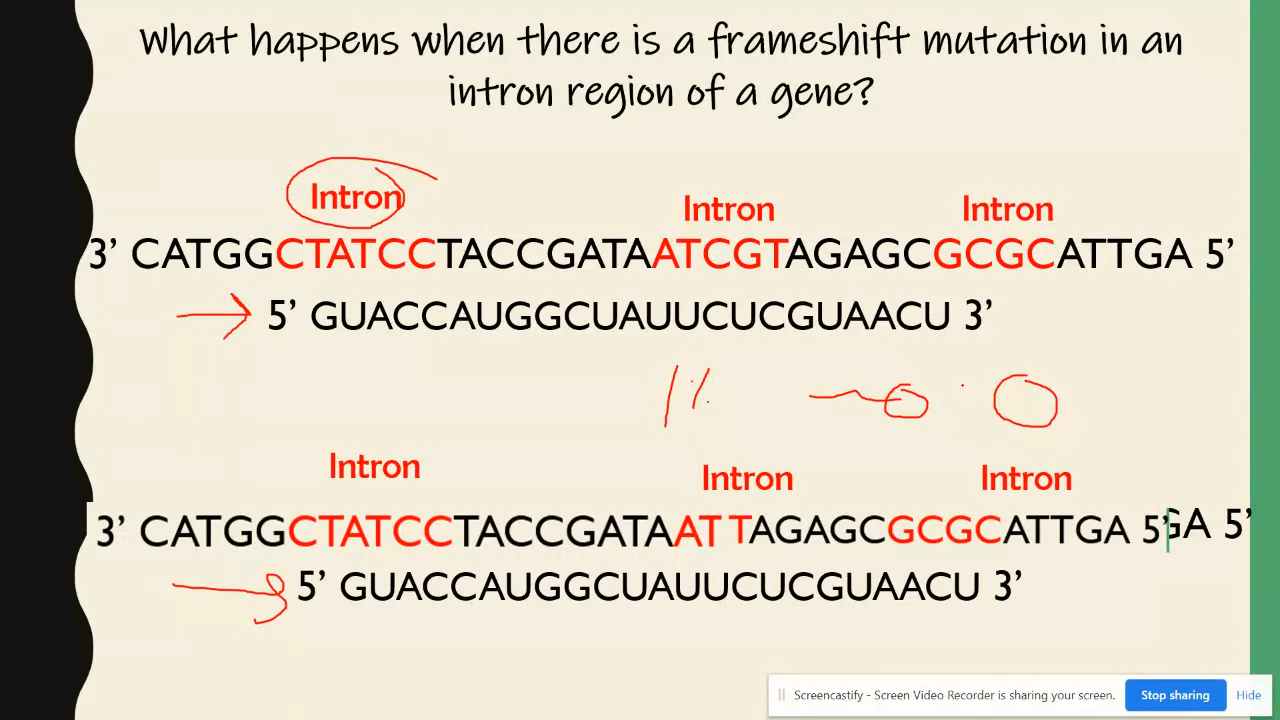 What happens when there is a frameshift mutation in an
intron region of a gene?
Intron
Intron
Intron
3’ CATGGCTATCCTACCGATAATCGTAGAGCGCGCATTGA 5’
5’ GUACCAUGGCUAUUCUCGUAACU 3’
Intron
Intron
Intron
3’ CATGGCTATCCTACCGATAAT TAGAGCGCGCATTGA 5’ GA 5’
5’ GUACCAUGGCUAUUCUCGUAACU 3’
Screencastify - Screen Video Recorder is sharing your screen.
Stop sharing
Hide